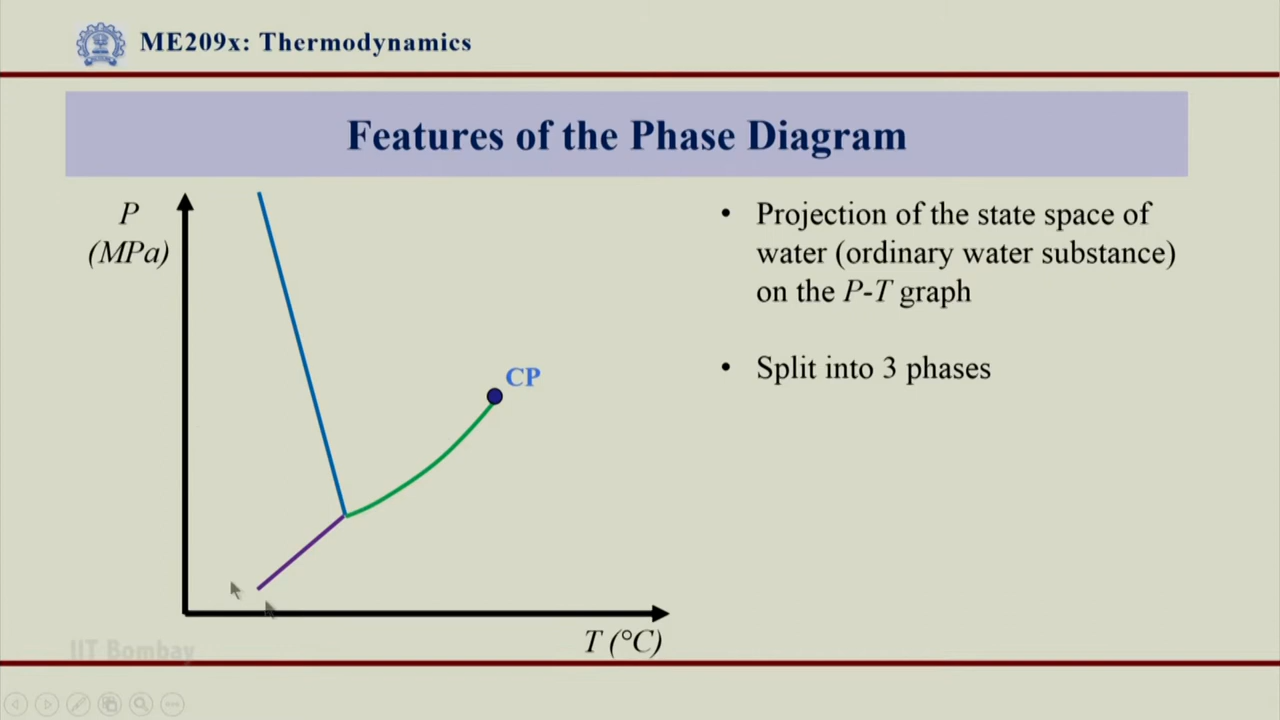 ME209x: Thermodynamics
Features of the Phase Diagram
P
(MPa)
CP
T (°C)
• Projection of the state space of
water (ordinary water substance)
on the P-T graph
• Split into 3 phases
IIT Bombay